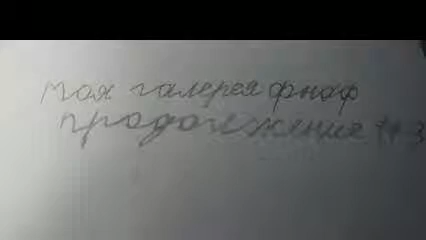 моя галерея фнаф
продолжение